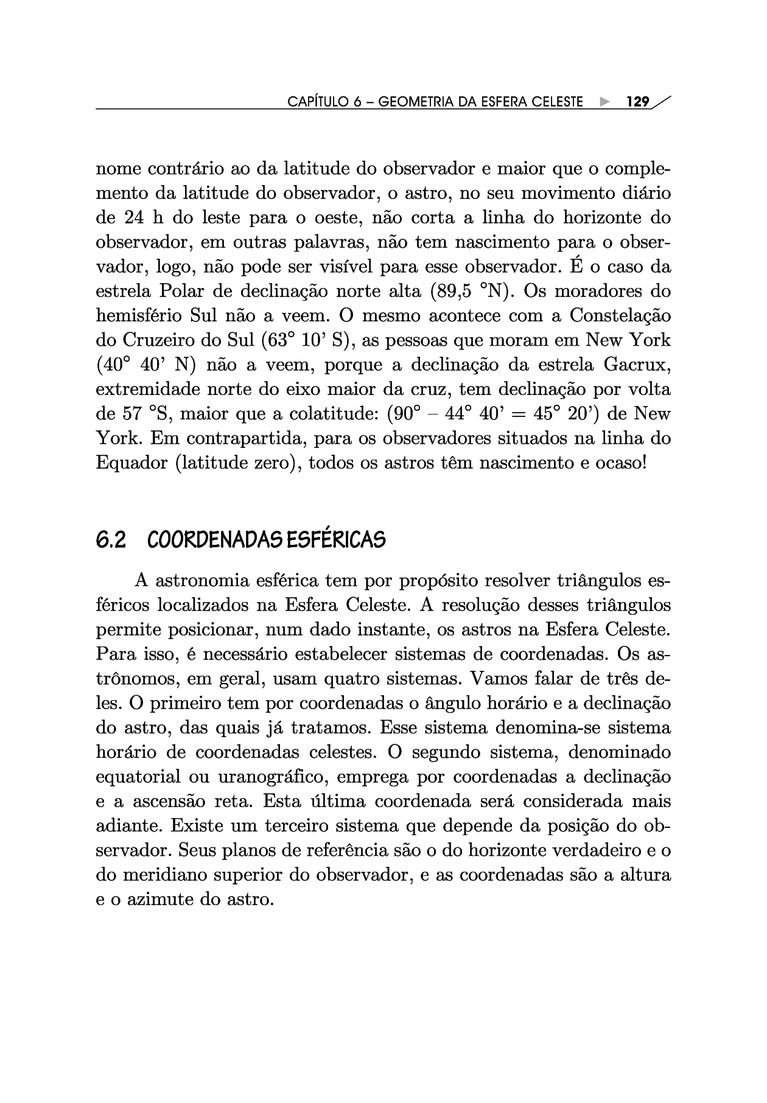 CAPÍTULO 6 – GEOMETRIA DA ESFERA CELESTE ► 129
nome contrário ao da latitude do observador e maior que o comple-
mento da latitude do observador, o astro, no seu movimento diário
de 24 h do leste para o oeste, não corta a linha do horizonte do
observador, em outras palavras, não tem nascimento para o obser-
vador, logo, não pode ser visível para esse observador. É o caso da
estrela Polar de declinação norte alta (89,5 °N). Os moradores do
hemisfério Sul não a veem. O mesmo acontece com a Constelação
do Cruzeiro do Sul (63° 10’ S), as pessoas que moram em New York
(40° 40’ N) não a veem, porque a declinação da estrela Gacrux,
extremidade norte do eixo maior da cruz, tem declinação por volta
de 57 °S, maior que a colatitude: (90° – 44° 40’ = 45° 20’) de New
York. Em contrapartida, para os observadores situados na linha do
Equador (latitude zero), todos os astros têm nascimento e ocaso!
6.2 COORDENADAS ESFÉRICAS
A astronomia esférica tem por propósito resolver triângulos es-
féricos localizados na Esfera Celeste. A resolução desses triângulos
permite posicionar, num dado instante, os astros na Esfera Celeste.
Para isso, é necessário estabelecer sistemas de coordenadas. Os as-
trônomos, em geral, usam quatro sistemas. Vamos falar de três de-
les. O primeiro tem por coordenadas o ângulo horário e a declinação
do astro, das quais já tratamos. Esse sistema denomina-se sistema
horário de coordenadas celestes. O segundo sistema, denominado
equatorial ou uranográfico, emprega por coordenadas a declinação
e a ascensão reta. Esta última coordenada será considerada mais
adiante. Existe um terceiro sistema que depende da posição do ob-
servador. Seus planos de referência são o do horizonte verdadeiro e o
do meridiano superior do observador, e as coordenadas são a altura
e o azimute do astro.